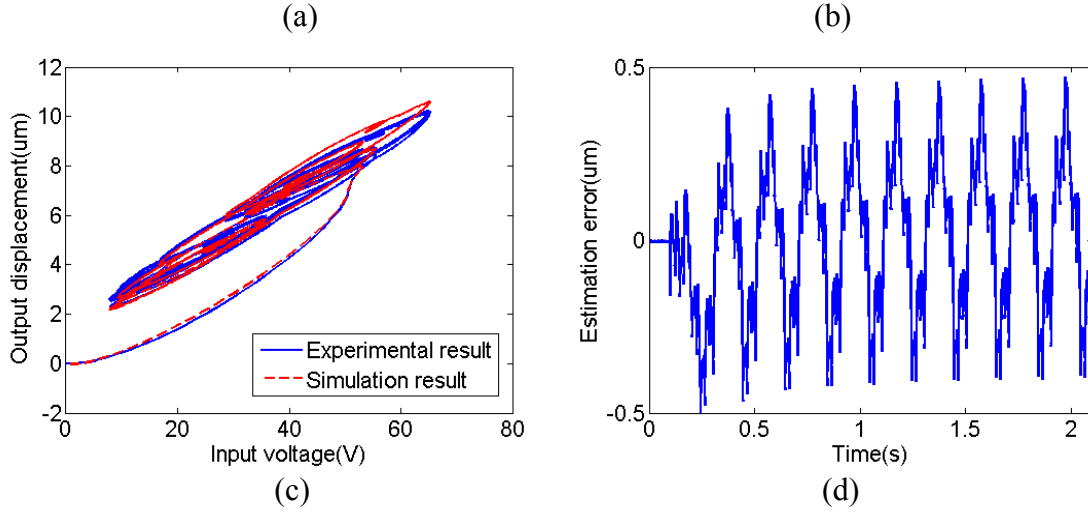 (a)
(b)
12
10
8
6
4
2
0
-2
Output displacement(um)
Experimental result
Simulation result
0
20
40
60
80
Input voltage(V)
(c)
0.5
0
-0.5
Estimation error(um)
0
0.5
1
1.5
2
Time(s)
(d)